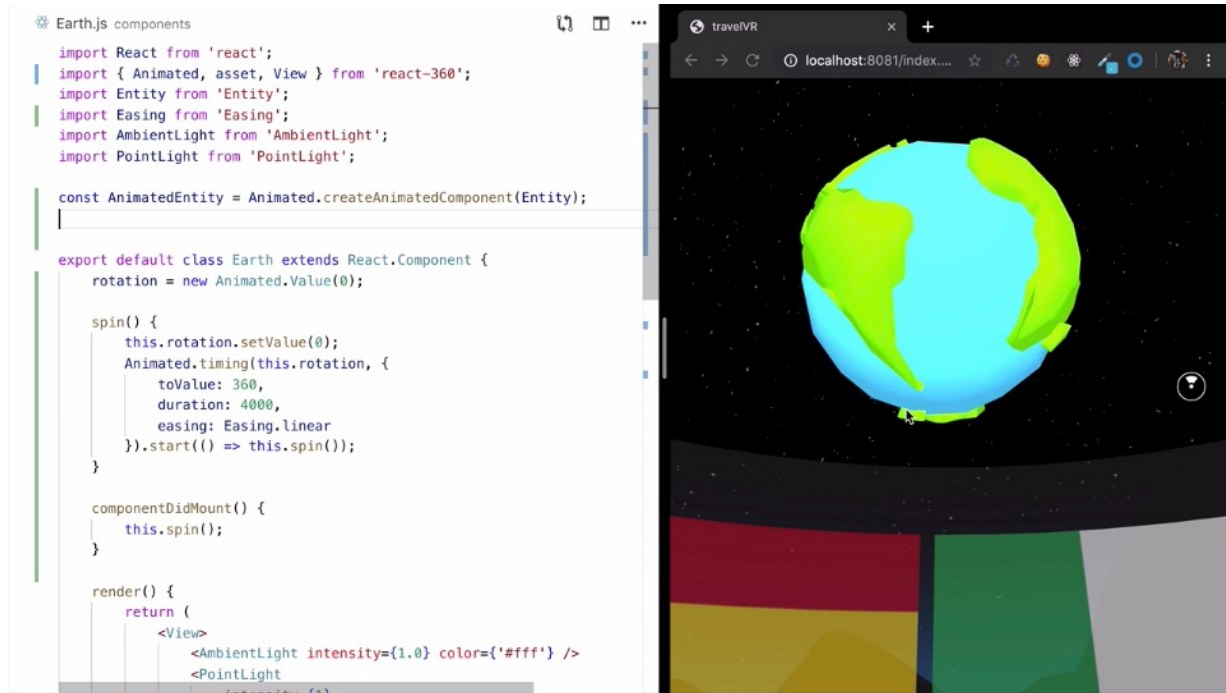 Earth.js components
import React from 'react';
import { Animated, asset, View } from 'react-360';
import Entity from 'Entity';
import Easing from 'Easing';
import AmbientLight from 'AmbientLight';
import PointLight from 'PointLight';
const AnimatedEntity = Animated.createAnimatedComponent(Entity);
export default class Earth extends React.Component {
rotation = new Animated.Value(0);
spin() {
this.rotation.setValue(0);
Animated.timing(this.rotation, {
toValue: 360,
duration: 4000,
easing: Easing.linear
}).start(() => this.spin());
}
componentDidMount() {
this.spin();
}
render() {
return (
<View>
<AmbientLight intensity={1.0} color={'#fff'} />
<PointLight
travelVR
localhost:8081/index....